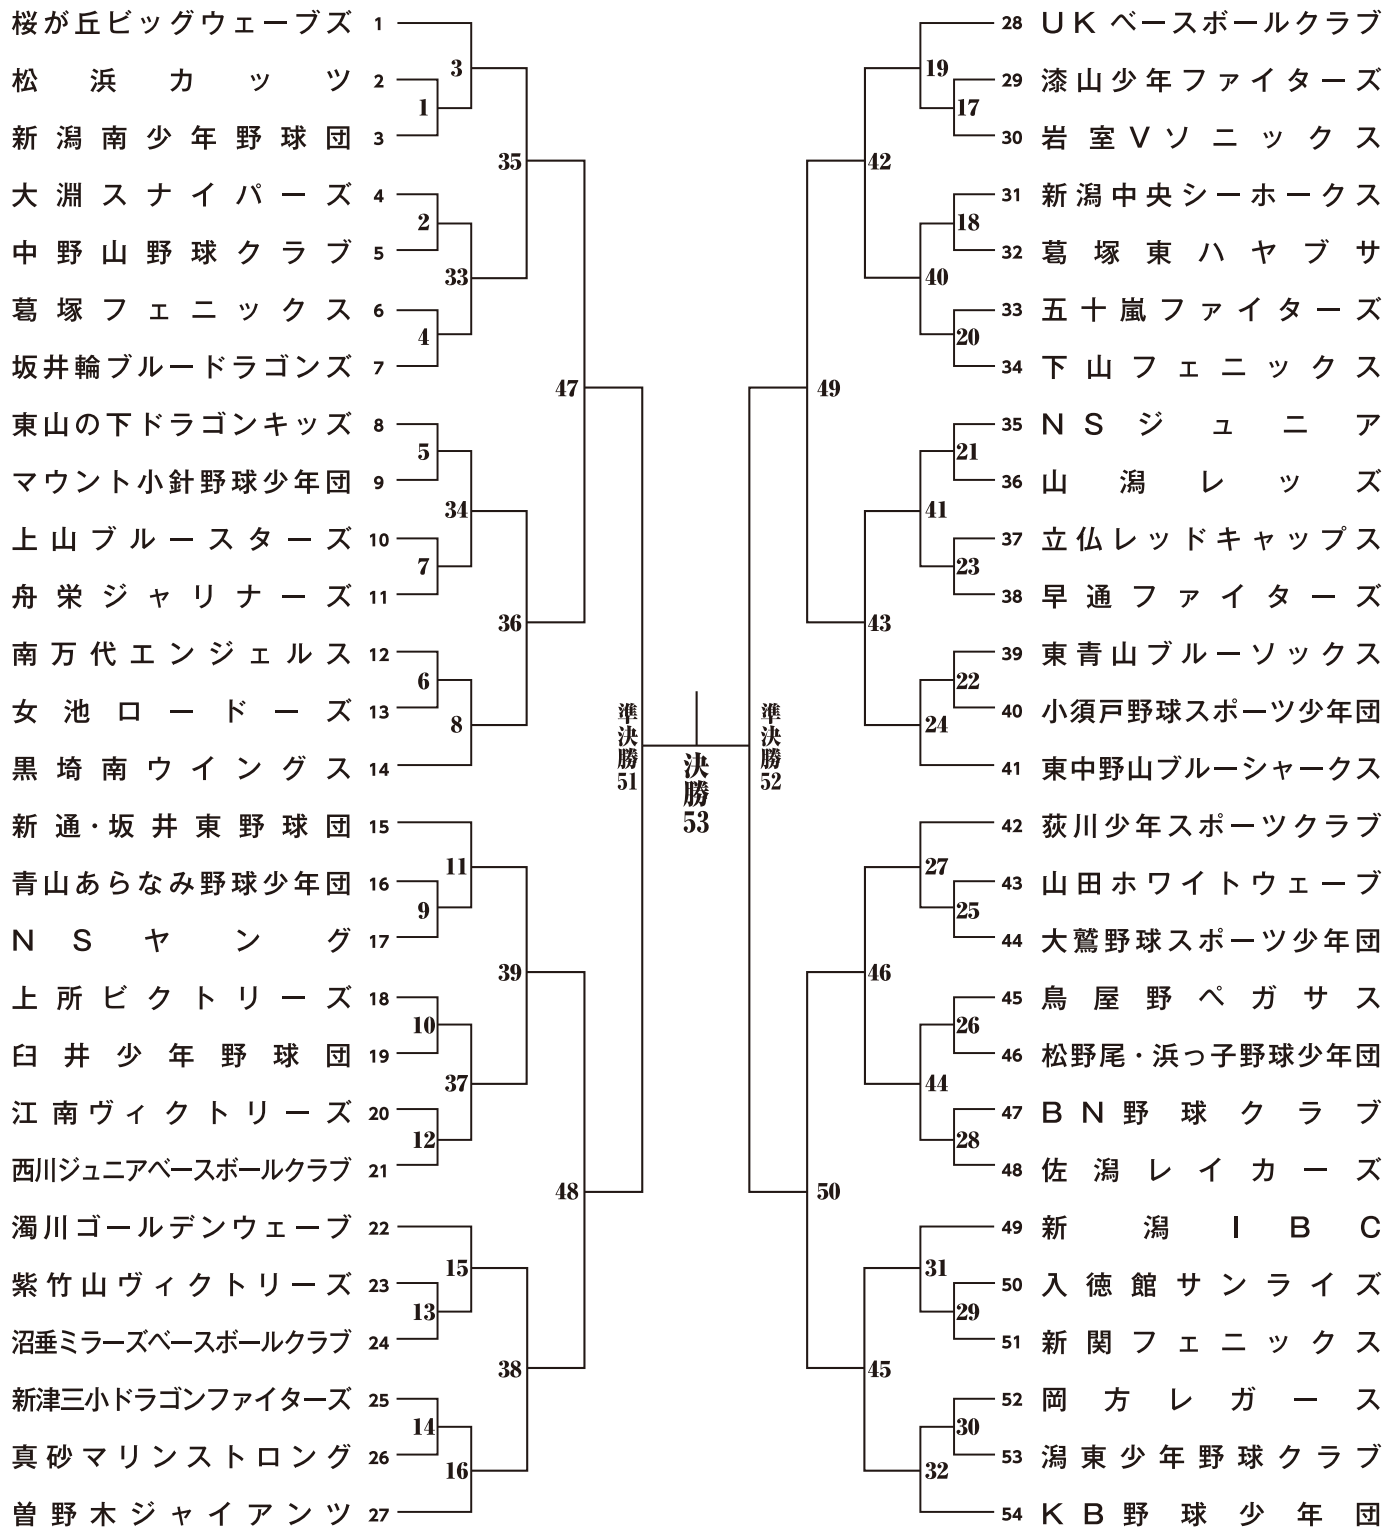 桜が丘ビッグウェーブズ 1
松浜カッツ 2
新潟南少年野球団 3
大淵スナイパーズ 4
中野山野球クラブ 5
葛塚フェニックス 6
坂井輪ブルードラゴンズ 7
東山の下ドラゴンキッズ 8
マウント小針野球少年団 9
上山ブルースターズ 10
舟栄ジャリナーズ 11
南万代エンジェルス 12
女池ロードーズ 13
黒埼南ウイングス 14
新通・坂井東野球団 15
青山あらなみ野球少年団 16
NSヤング 17
上所ビクトリーズ 18
臼井少年野球団 19
江南ヴィクトリーズ 20
西川ジュニアベースボールクラブ 21
濁川ゴールデンウェーブ 22
紫竹山ヴィクトリーズ 23
沼垂ミラーズベースボールクラブ 24
新津三小ドラゴンファイターズ 25
真砂マリンストロング 26
曽野木ジャイアンツ 27
3
1
35
2
33
4
47
5
34
7
36
6
8
11
9
39
10
37
12
48
15
13
38
14
16
準決勝51
決勝53
準決勝52
19
17
42
18
40
20
49
21
41
23
43
22
24
27
25
46
26
44
28
50
31
29
45
30
32
28 UKベースボールクラブ
29 漆山少年ファイターズ
30 岩室Vソニックス
31 新潟中央シーホークス
32 葛塚東ハヤブサ
33 五十嵐ファイターズ
34 下山フェニックス
35 NSジュニア
36 山潟レッズ
37 立仏レッドキャップス
38 早通ファイターズ
39 東青山ブルーソックス
40 小須戸野球スポーツ少年団
41 東中野山ブルーシャークス
42 荻川少年スポーツクラブ
43 山田ホワイトウェーブ
44 大鷲野球スポーツ少年団
45 鳥屋野ペガサス
46 松野尾・浜っ子野球少年団
47 BN野球クラブ
48 佐潟レイカーズ
49 新潟IBC
50 入徳館サンライズ
51 新関フェニックス
52 岡方レガース
53 潟東少年野球クラブ
54 KB野球少年団